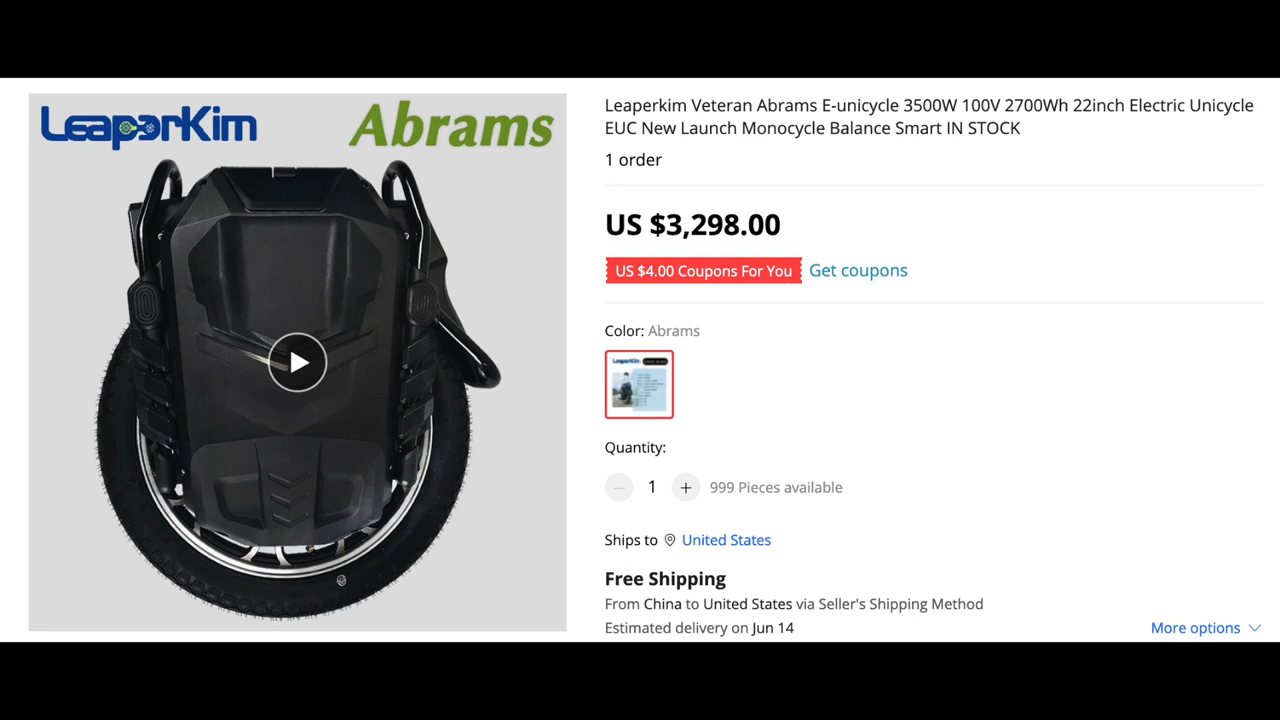 LeaperKim
Abrams
Leaperkim Veteran Abrams E-unicycle 3500W 100V 2700Wh 22inch Electric Unicycle
EUC New Launch Monocycle Balance Smart IN STOCK
1 order
US $3,298.00
US $4.00 Coupons For You Get coupons
Color: Abrams
LeaperKim
Quantity:
1 999 Pieces available
Ships to United States
Free Shipping
From China to United States via Seller's Shipping Method
Estimated delivery on Jun 14
More options